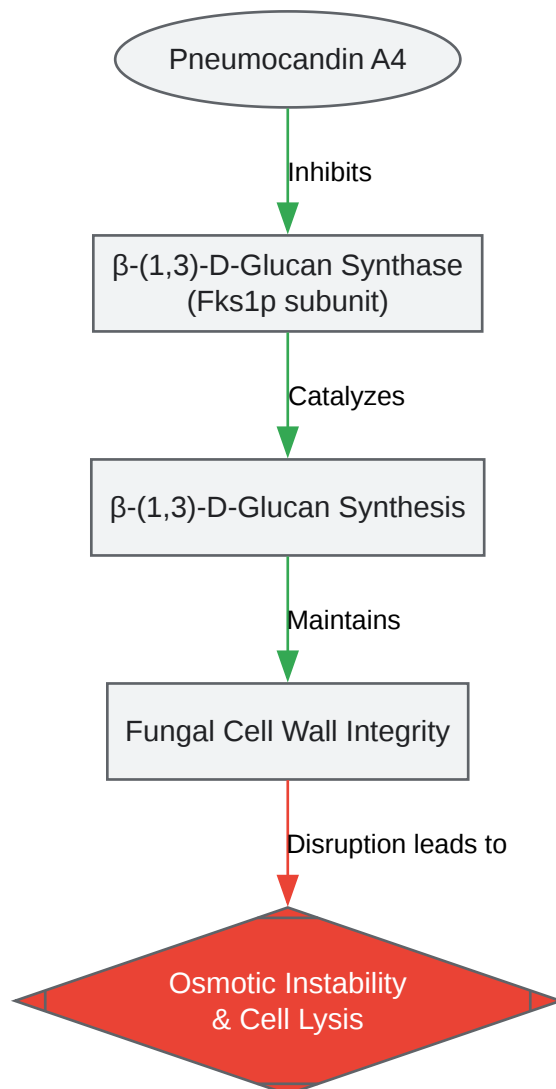 Pneumocandin A4
Inhibits
β-(1,3)-D-Glucan Synthase
(Fks1p subunit)
Catalyzes
β-(1,3)-D-Glucan Synthesis
Maintains
Fungal Cell Wall Integrity
Disruption leads to
Osmotic Instability
& Cell Lysis